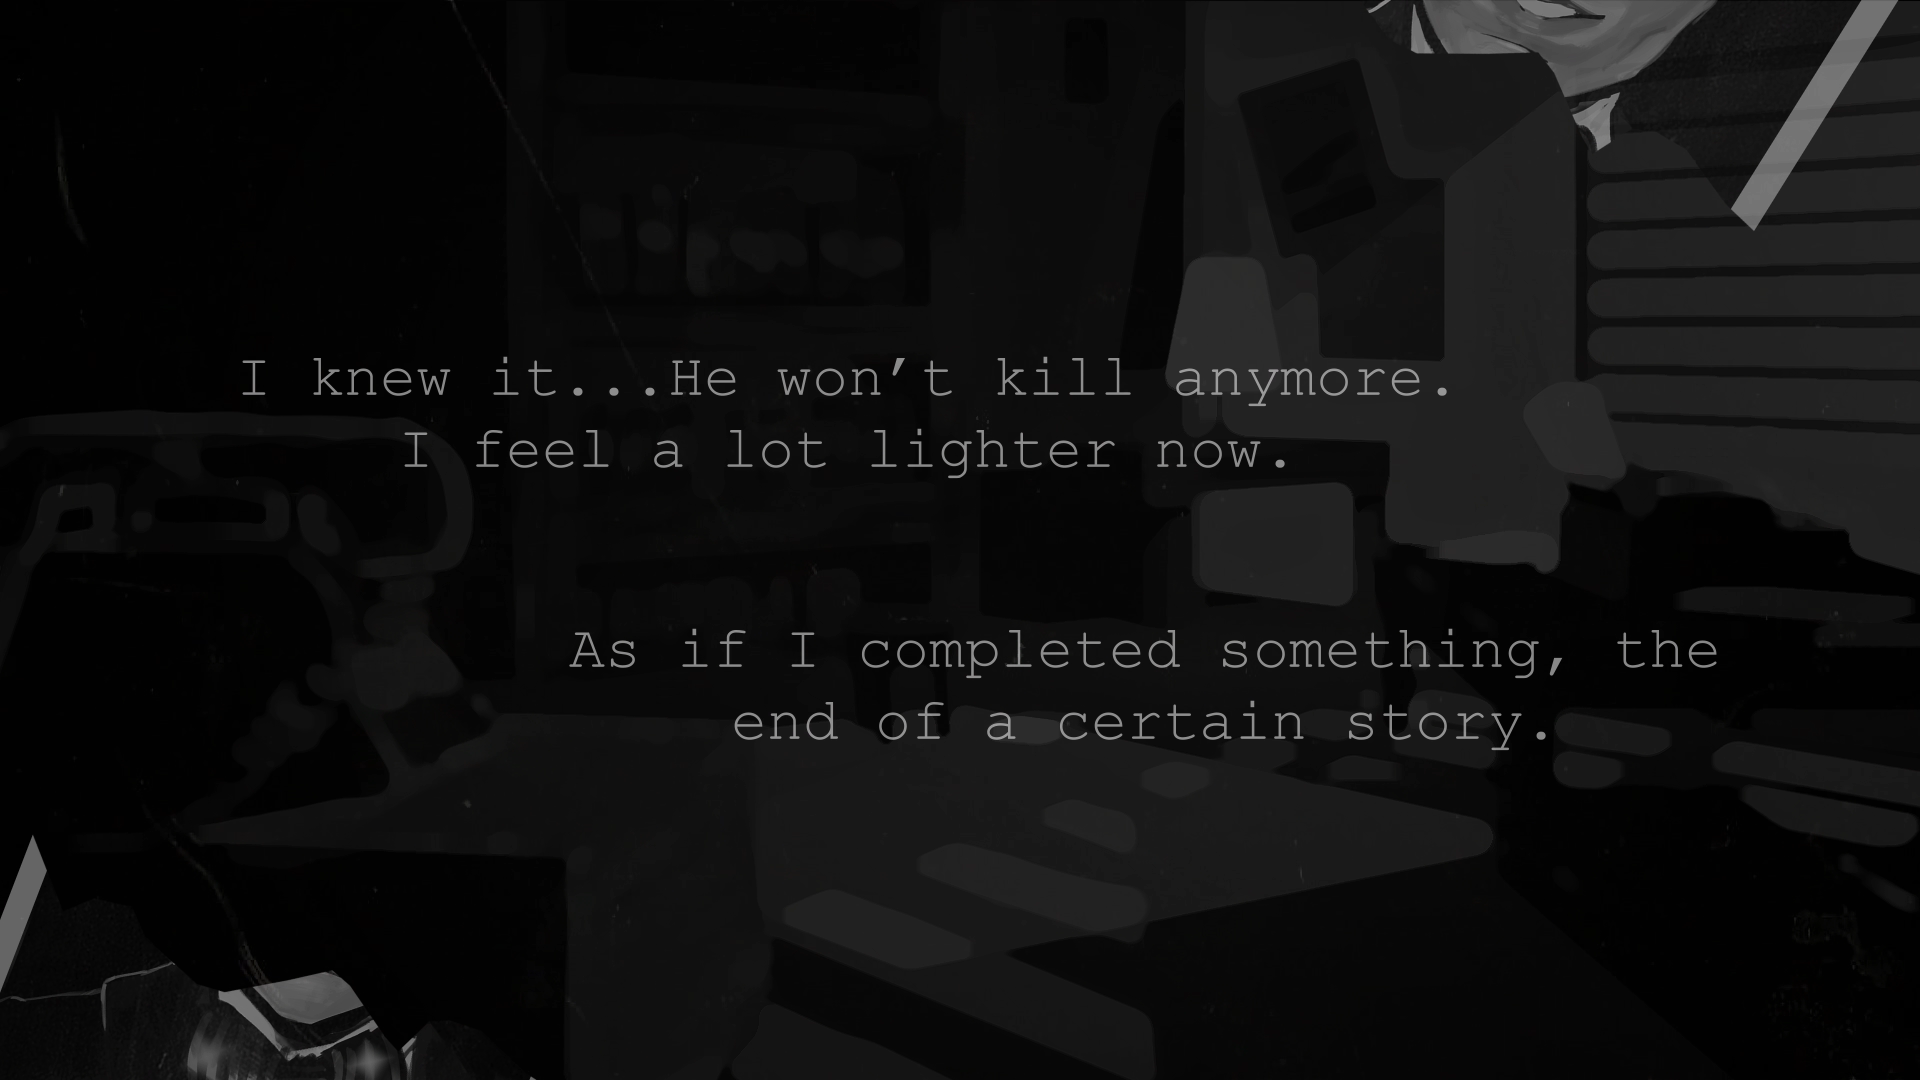 I knew it...He won’t kill anymore.
I feel a lot lighter now.
As if I completed something, the
end of a certain story.